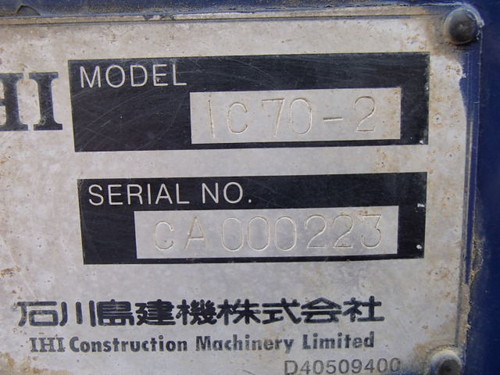 IHI
MODEL
IC70-2
SERIAL NO.
CA000223
石川島建機株式会社
IHI Construction Machinery Limited
D40509400